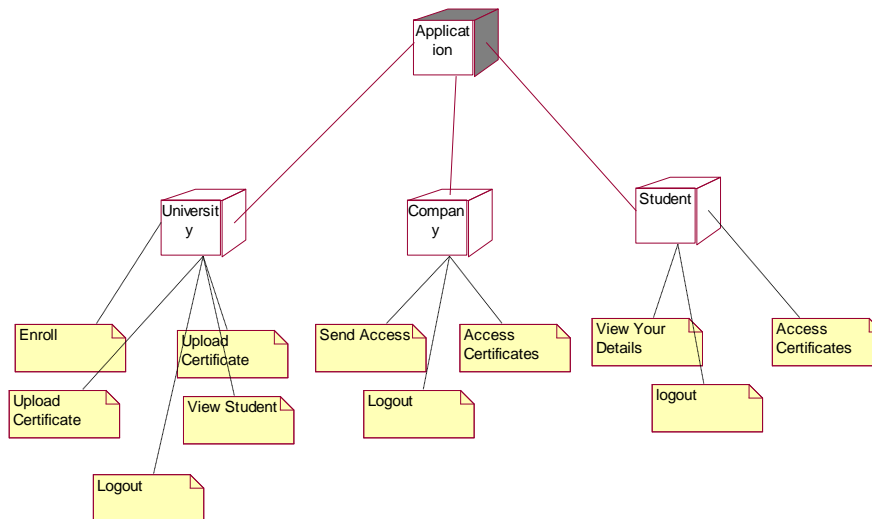 Applicat
ion
Universit
y
Compan
y
Student
Enroll
Upload
Certificate
Send Access
Access
Certificates
View Your
Details
Access
Certificates
Upload
Certificate
View Student
Logout
logout
Logout